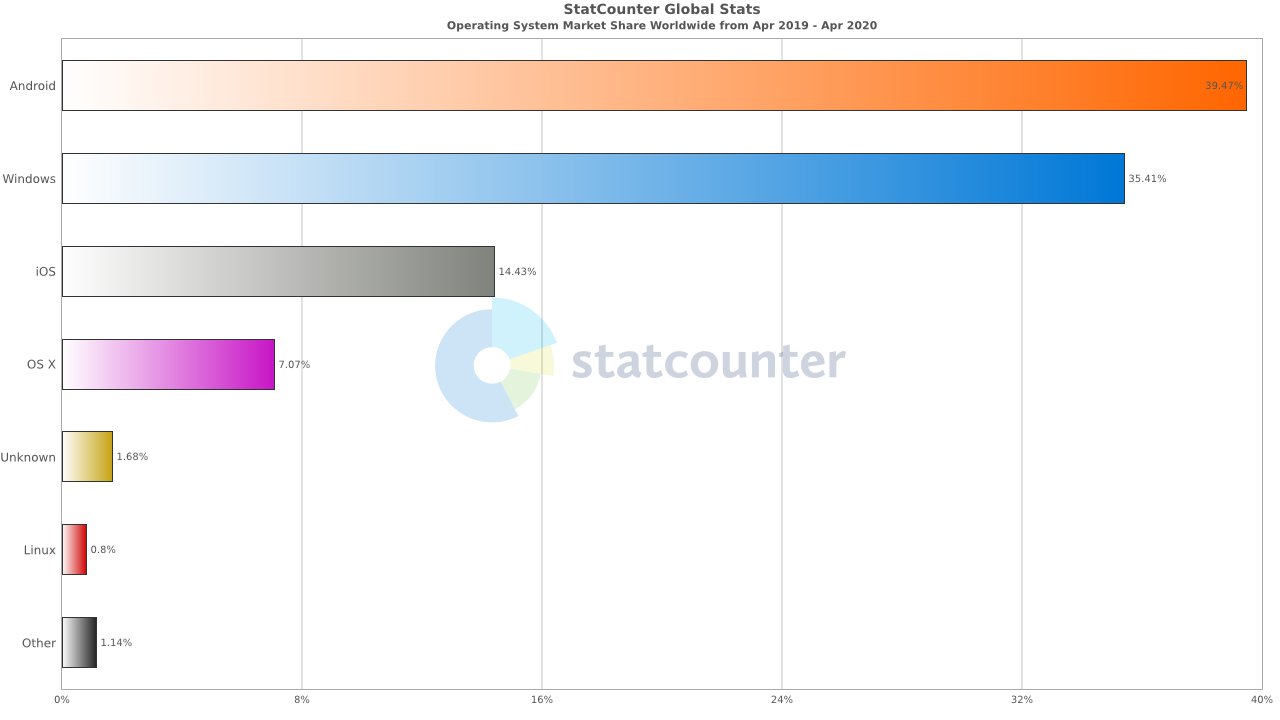 StatCounter Global Stats
Operating System Market Share Worldwide from Apr 2019 - Apr 2020
Android 39.47%
Windows 35.41%
iOS 14.43%
statcounter
OS X 7.07%
Unknown 1.68%
Linux 0.8%
Other 1.14%
0% 8% 16% 24% 32% 40%